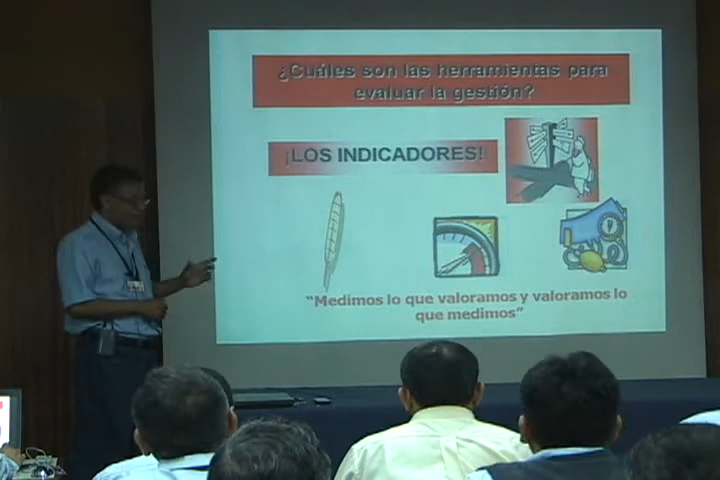 ¿Cuáles son las herramientas para
evaluar la gestión?
¡LOS INDICADORES!
“Medimos lo que valoramos y valoramos lo
que medimos”